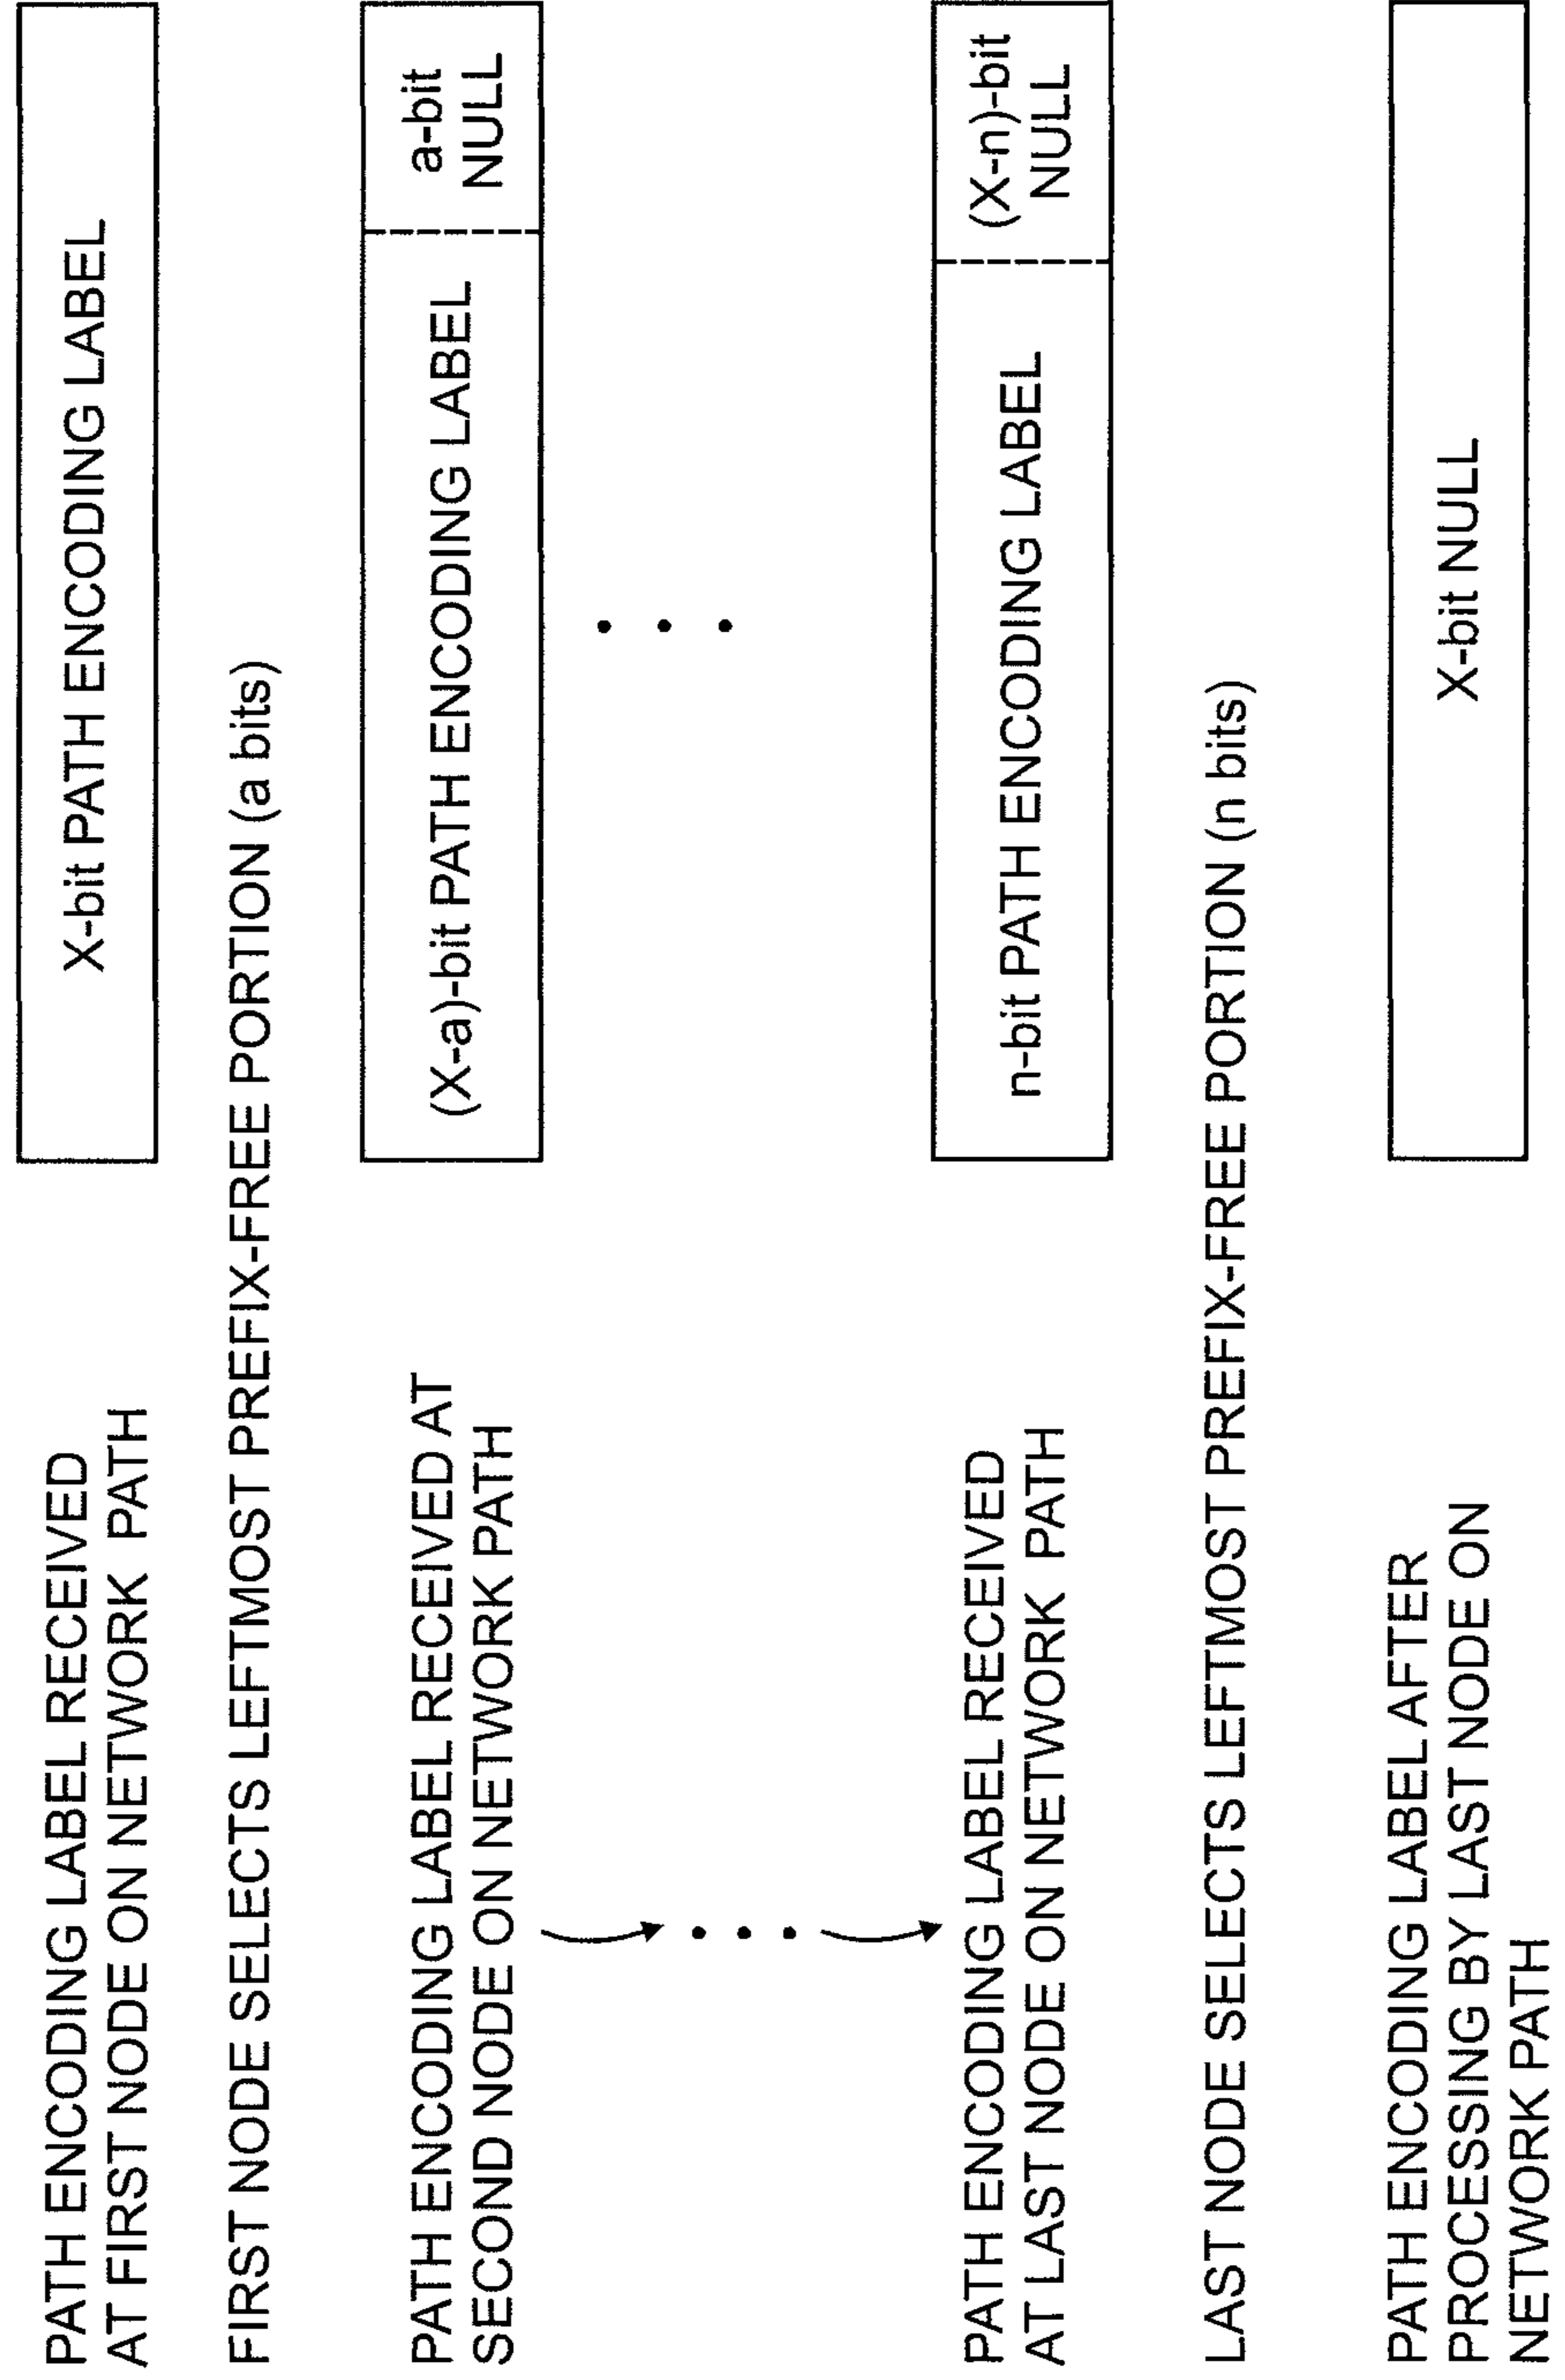 PATH ENCODING LABEL RECEIVED
AT FIRST NODE ON NETWORK PATH
X-bit PATH ENCODING LABEL
FIRST NODE SELECTS LEFTMOST PREFIX-FREE PORTION (a bits)
PATH ENCODING LABEL RECEIVED AT
SECOND NODE ON NETWORK PATH
(X-a)-bit PATH ENCODING LABEL
a-bit
NULL
PATH ENCODING LABEL RECEIVED
AT LAST NODE ON NETWORK PATH
n-bit PATH ENCODING LABEL
(X-n)-bit
NULL
LAST NODE SELECTS LEFTMOST PREFIX-FREE PORTION (n bits)
PATH ENCODING LABEL AFTER
PROCESSING BY LAST NODE ON
NETWORK PATH
X-bit NULL